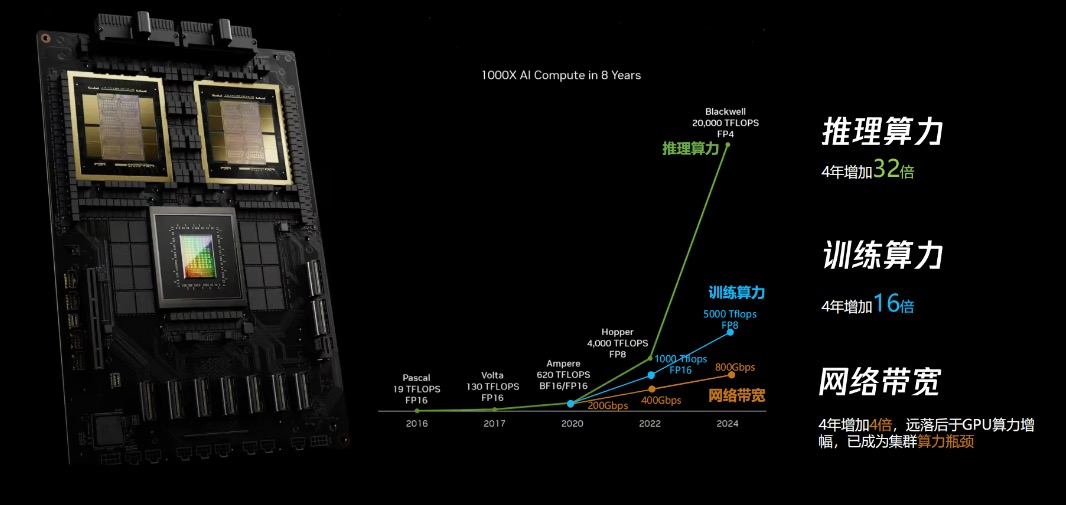 1000X AI Compute in 8 Years
Blackwell
20,000 TFLOPS
FP4
推理算力
训练算力
5000 Tflops
FP8
Hopper
4,000 TFLOPS
FP8
1000 Tflops
FP16
800Gbps
Ampere
620 TFLOPS
BF16/FP16
Volta
130 TFLOPS
FP16
Pascal
19 TFLOPS
FP16
200Gbps
400Gbps
网络带宽
2016
2017
2020
2022
2024
推理算力
4年增加32倍
训练算力
4年增加16倍
网络带宽
4年增加4倍，远落后于GPU算力增
幅，已成为集群算力瓶颈